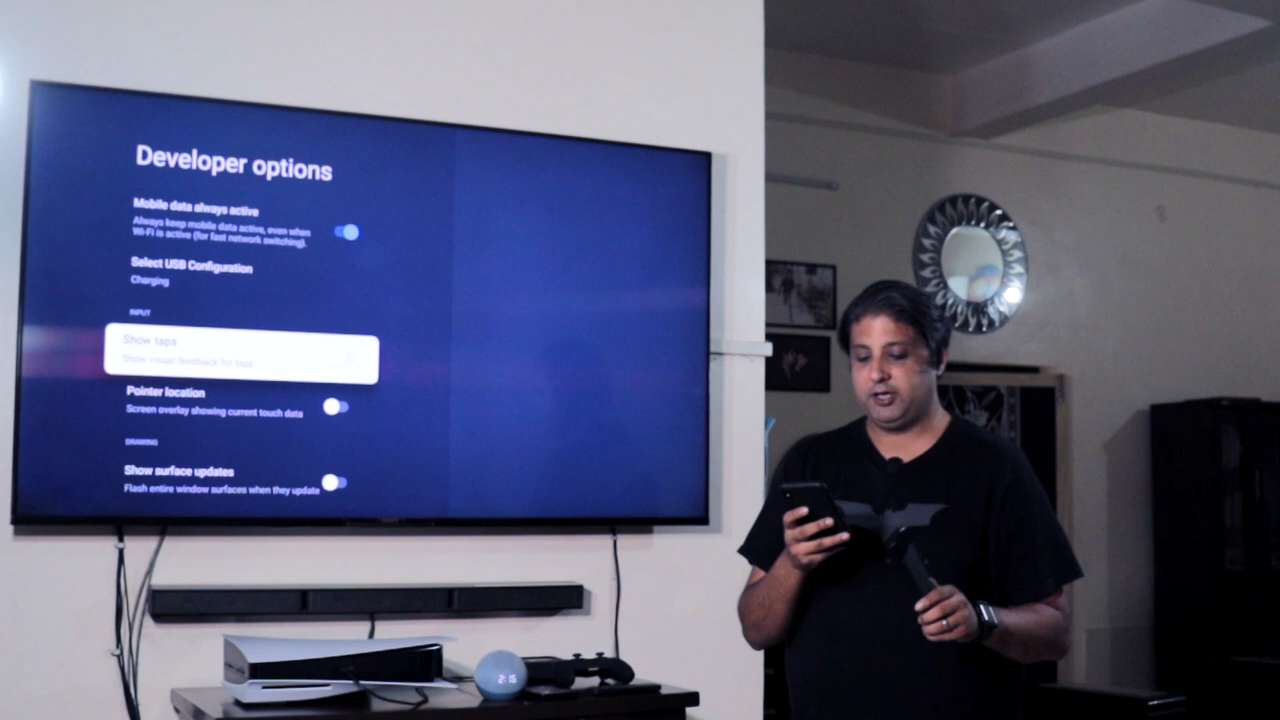 Developer options
Mobile data always active
Always keep mobile data active, even when
Wi-Fi is active (for fast network switching).
Select USB Configuration
Charging
INPUT
Show taps
Show visual feedback for taps
Pointer location
Screen overlay showing current touch data
DRAWING
Show surface updates
Flash entire window surfaces when they update
2:15